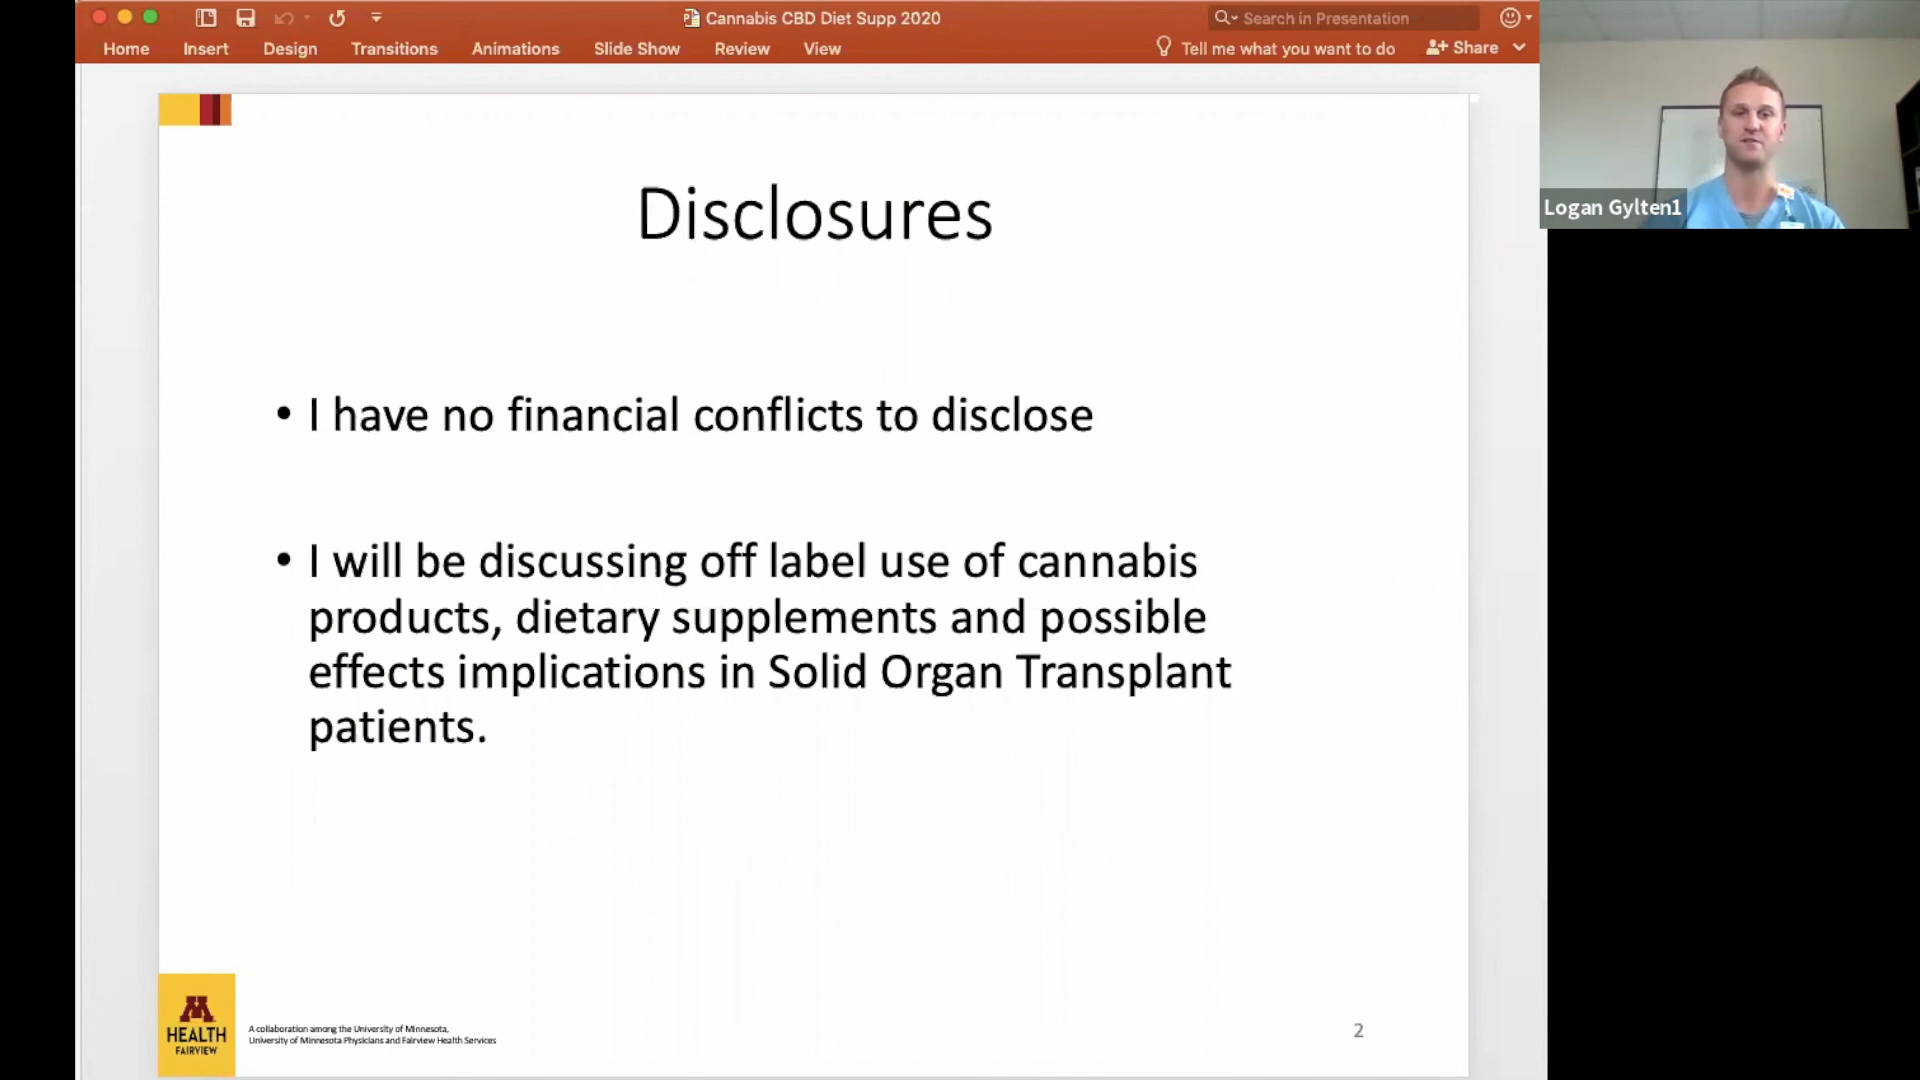 Cannabis CBD Diet Supp 2020
Search in Presentation
Home Insert Design Transitions Animations Slide Show Review View Tell me what you want to do Share
Disclosures
• I have no financial conflicts to disclose
• I will be discussing off label use of cannabis
products, dietary supplements and possible
effects implications in Solid Organ Transplant
patients.
M
HEALTH
FAIRVIEW
A collaboration among the University of Minnesota,
University of Minnesota Physicians and Fairview Health Services
2
Logan Gylten1